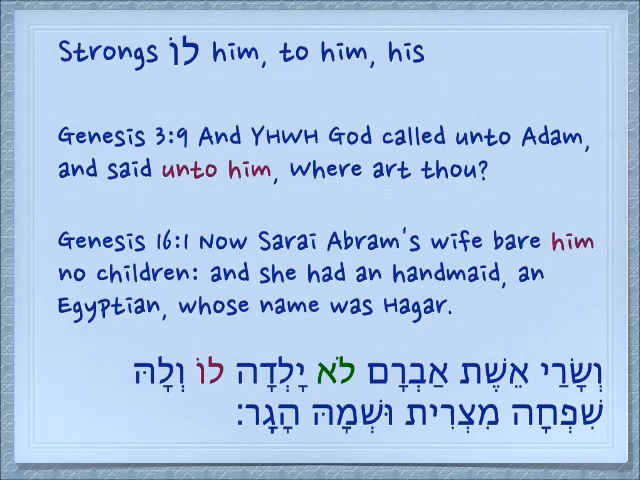 Strongs לוֹ him, to him, his
Genesis 3:9 And YHWH God called unto Adam,
and said unto him, Where art thou?
Genesis 16:1 Now Sarai Abram's wife bare him
no children: and she had an handmaid, an
Egyptian, whose name was Hagar.
וְשָׂרַי אֵשֶׁת אַבְרָם לֹא יָלְדָה לוֹ וְלָהּ
שִׁפְחָה מִצְרִית וּשְׁמָהּ הָגָר׃